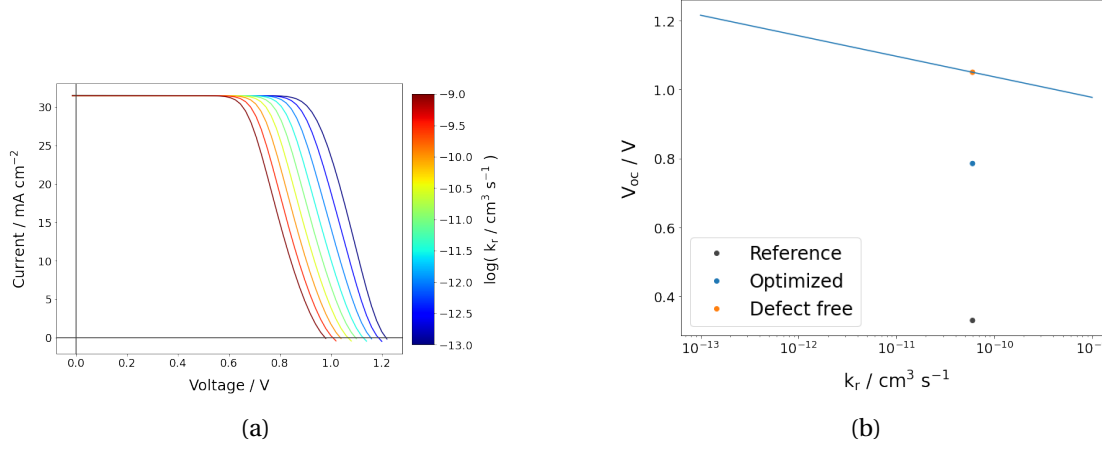 Current / mA cm⁻²
30
25
20
15
10
5
0
0.0 0.2 0.4 0.6 0.8 1.0 1.2
Voltage / V
−9.0
−9.5
−10.0
−10.5
−11.0
−11.5
−12.0
−12.5
−13.0
log( kᵣ / cm³ s⁻¹ )
(a)
V_oc / V
1.2
1.0
0.8
0.6
0.4
Reference
Optimized
Defect free
10⁻¹³ 10⁻¹² 10⁻¹¹ 10⁻¹⁰ 10⁻
kᵣ / cm³ s⁻¹
(b)